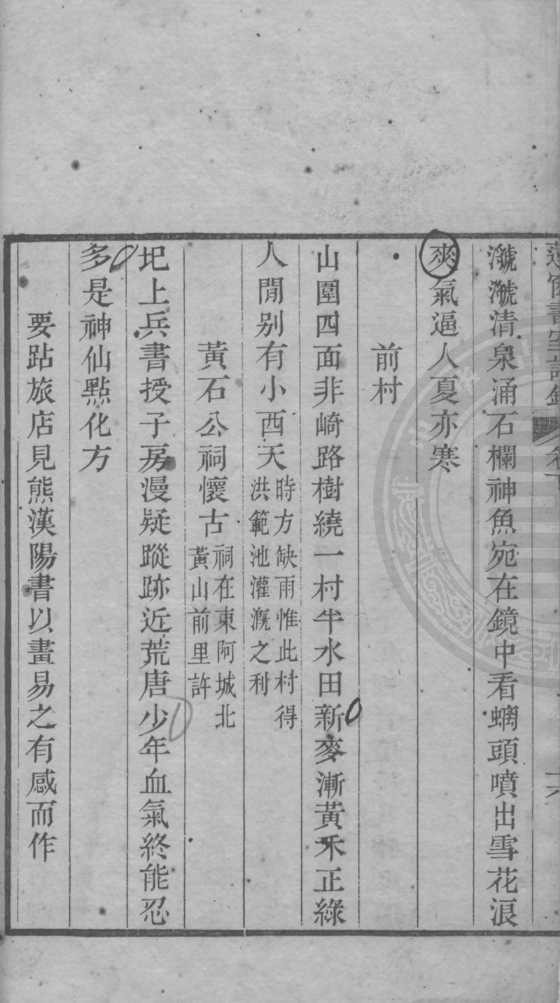 㶁㶁清泉涌石欄神魚宛在鏡中看螭頭噴出雪花浪
爽氣逼人夏亦寒
前村
山圍四面非崎路樹繞一村半水田新麥漸黃禾正綠
人閒别有小西天時方缺雨惟此村得
洪範池灌溉之利
黃石公祠懷古祠在東阿城北
黃山前里許
圯上兵書授子房漫疑蹤跡近荒唐少年血氣終能忍
多是神仙點化方
要跕旅店見熊漢陽書以畫易之有感而作